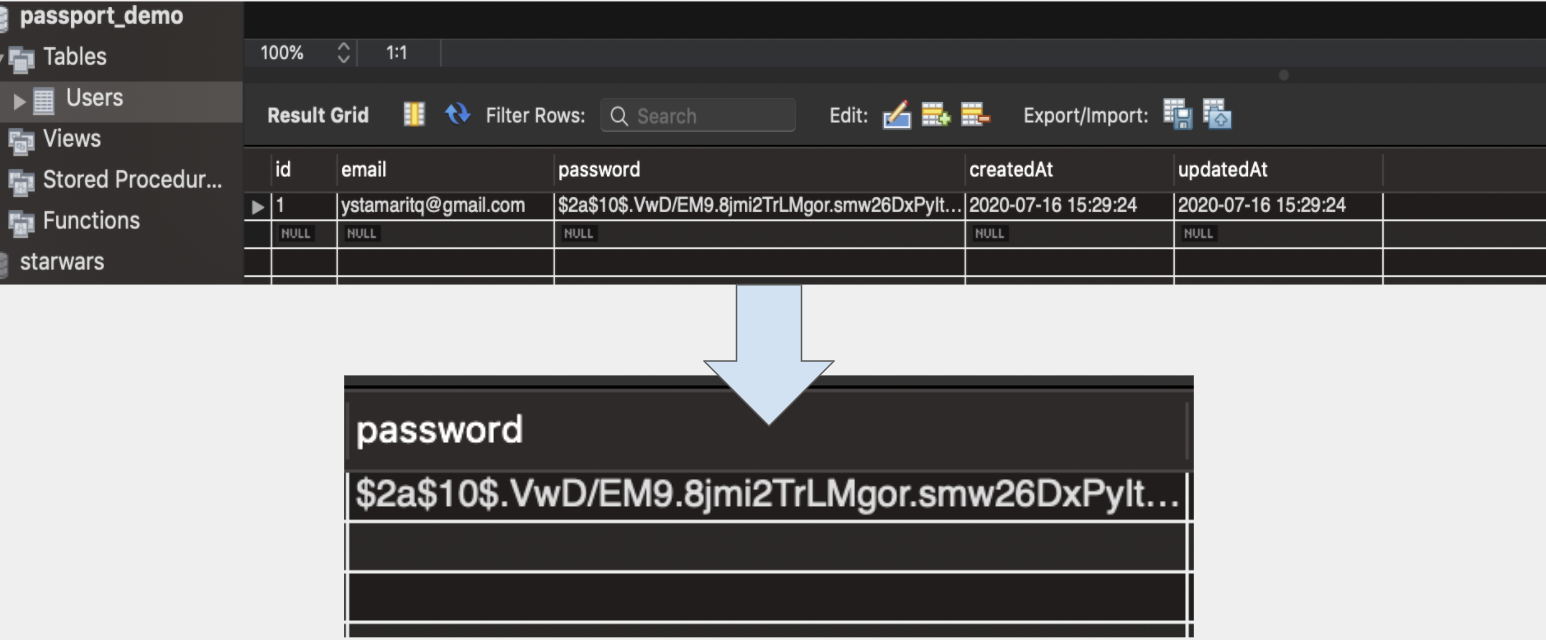 passport_demo
Tables
Users
Views
Stored Procedur...
Functions
starwars
100% 1:1
Result Grid Filter Rows: Search Edit: Export/Import:
id email password createdAt updatedAt
1 ystamaritq@gmail.com $2a$10$.VwD/EM9.8jmi2TrLMgor.smw26DxPylt... 2020-07-16 15:29:24 2020-07-16 15:29:24
NULL NULL NULL NULL NULL
password
$2a$10$.VwD/EM9.8jmi2TrLMgor.smw26DxPylt...